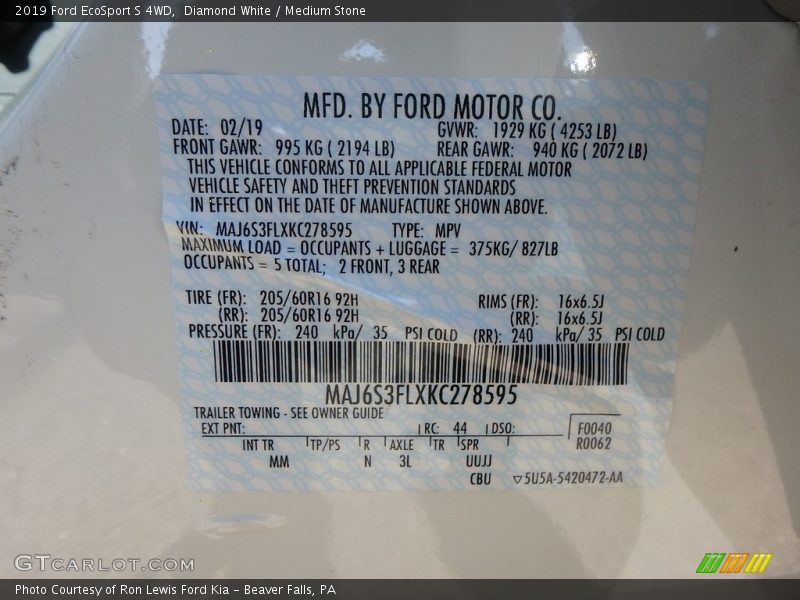 2019 Ford EcoSport S 4WD, Diamond White / Medium Stone
MFD. BY FORD MOTOR CO.
DATE: 02/19 GVWR: 1929 KG ( 4253 LB)
FRONT GAWR: 995 KG ( 2194 LB) REAR GAWR: 940 KG ( 2072 LB)
THIS VEHICLE CONFORMS TO ALL APPLICABLE FEDERAL MOTOR
VEHICLE SAFETY AND THEFT PREVENTION STANDARDS
IN EFFECT ON THE DATE OF MANUFACTURE SHOWN ABOVE.
VIN: MAJ6S3FLXKC278595 TYPE: MPV
MAXIMUM LOAD = OCCUPANTS + LUGGAGE = 375KG/ 827LB
OCCUPANTS = 5 TOTAL; 2 FRONT, 3 REAR
TIRE (FR): 205/60R16 92H RIMS (FR): 16x6.5J
(RR): 205/60R16 92H (RR): 16x6.5J
PRESSURE (FR): 240 kPa/ 35 PSI COLD (RR): 240 kPa/ 35 PSI COLD
MAJ6S3FLXKC278595
TRAILER TOWING - SEE OWNER GUIDE
EXT PNT: RC: 44 DSO: F0040
R0062
INT TR TP/PS R AXLE TR SPR
MM N 3L UUJJ
CBU ▽5U5A-5420472-AA
GTCARLOT.COM
Photo Courtesy of Ron Lewis Ford Kia - Beaver Falls, PA